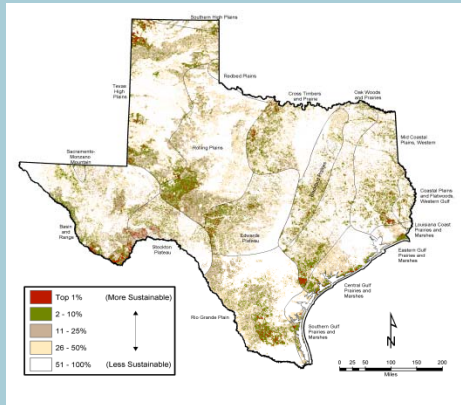 Southern High Plains
Texas
High
Plains
Redbed Plains
Cross Timbers
and Prairie
Oak Woods
and Prairies
Mid Coastal
Plains, Western
Rolling Plains
Sacramento-
Monzano
Mountain
Coastal Plains
and Flatwoods,
Western Gulf
Basin
and
Range
Stockton
Plateau
Edwards
Plateau
Louisiana Coast
Prairies and
Marshes
Eastern Gulf
Prairies and
Marshes
Central Gulf
Prairies and
Marshes
Rio Grande Plain
Southern Gulf
Prairies and
Marshes
Top 1% (More Sustainable)
2 - 10%
11 - 25%
26 - 50%
51 - 100% (Less Sustainable)
N
0 25 50 100 150 200
Miles